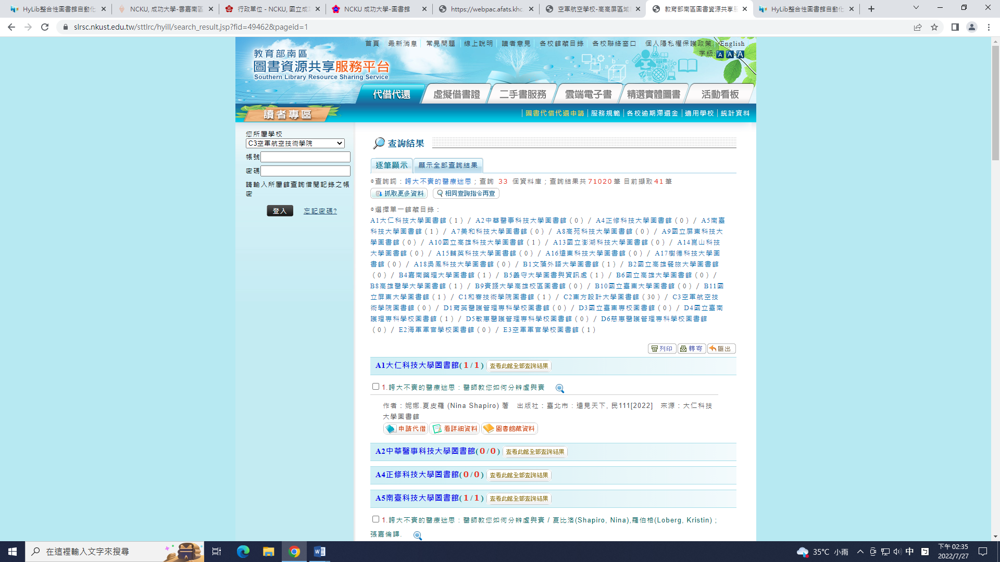 HyLib整合性圖書館自動化
NCKU, 成功大學-雲嘉南區
行政單位 - NCKU, 國立成功
NCKU 成功大學-圖書館
https://webpac.afats.khc
空軍航空學校-高高屏區域
教育部南區圖書資源共享服
HyLib整合性圖書館自動化
slrsc.nkust.edu.tw/sttlrc/hyill/search_result.jsp?fid=49462&pageid=1
首頁 最新消息 常見問題 線上說明 讀者意見 各校館藏目錄 各校聯絡窗口 個人隱私權保護政策 English
字級: A A A
教育部南區
圖書資源共享服務平台
Southern Library Resource Sharing Service
代借代還 虛擬借書證 二手書服務 雲端電子書 精選實體圖書 活動看板
讀者專區
圖書代借代還申請 | 服務規範 | 各校逾期滯還金 | 適用學校 | 統計資料
您所屬學校
C3空軍航空技術學院
帳號
密碼
請輸入所屬館查詢借閱記錄之帳
密
登入 忘記密碼?
查詢結果
逐筆顯示 顯示全部查詢結果
查詢詞：誇大不實的醫療迷思；查詢 33 個資料庫；查詢結果共71020筆 目前擷取41筆
抓取更多資料 相同查詢指令再查
選擇單一館藏目錄：
A1大仁科技大學圖書館（1）/ A2中華醫事科技大學圖書館（0）/ A4正修科技大學圖書館（0）/ A5南臺
科技大學圖書館（1）/ A7美和科技大學圖書館（0）/ A8高苑科技大學圖書館（0）/ A9國立屏東科技大
學圖書館（0）/ A10國立高雄科技大學圖書館（1）/ A13國立澎湖科技大學圖書館（0）/ A14崑山科技
大學圖書館（0）/ A15輔英科技大學圖書館（0）/ A16遠東科技大學圖書館（0）/ A17樹德科技大學圖
書館（0）/ A18吳鳳科技大學圖書館（0）/ B1文藻外語大學圖書館（1）/ B2國立高雄餐旅大學圖書館
（0）/ B4嘉南藥理大學圖書館（1）/ B5義守大學圖書與資訊處（1）/ B6國立高雄大學圖書館（0）/
B8高雄醫學大學圖書館（1）/ B9實踐大學高雄校區圖書館（0）/ B10國立臺東大學圖書館（0）/ B11國
立屏東大學圖書館（1）/ C1和春技術學院圖書館（1）/ C2東方設計大學圖書館（30）/ C3空軍航空技
術學院圖書館（0）/ D1育英醫護管理專科學校圖書館（0）/ D3國立臺東專校圖書館（0）/ D4國立臺南
護理專科學校圖書館（1）/ D5敏惠醫護管理專科學校圖書館（0）/ D6慈惠醫護管理專科學校圖書館
（0）/ E2海軍軍官學校圖書館（0）/ E3空軍軍官學校圖書館（1）
列印 轉寄 匯出
A1大仁科技大學圖書館( 1 / 1 ) 查看此館全部查詢結果
1.誇大不實的醫療迷思：醫師教您如何分辨虛與實
作者：妮娜.夏皮羅 (Nina Shapiro) 著 出版社：臺北市：遠見天下, 民111[2022] 來源：大仁科技
大學圖書館
申請代借 看詳細資料 圖書館藏資料
A2中華醫事科技大學圖書館( 0 / 0 ) 查看此館全部查詢結果
A4正修科技大學圖書館( 0 / 0 ) 查看此館全部查詢結果
A5南臺科技大學圖書館( 1 / 1 ) 查看此館全部查詢結果
1.誇大不實的醫療迷思：醫師教您如何分辨虛與實 / 夏比洛(Shapiro, Nina),羅伯格(Loberg, Kristin)；
張嘉倫譯.
在這裡輸入文字來搜尋
35°C 小雨
中
下午 02:35
2022/7/27